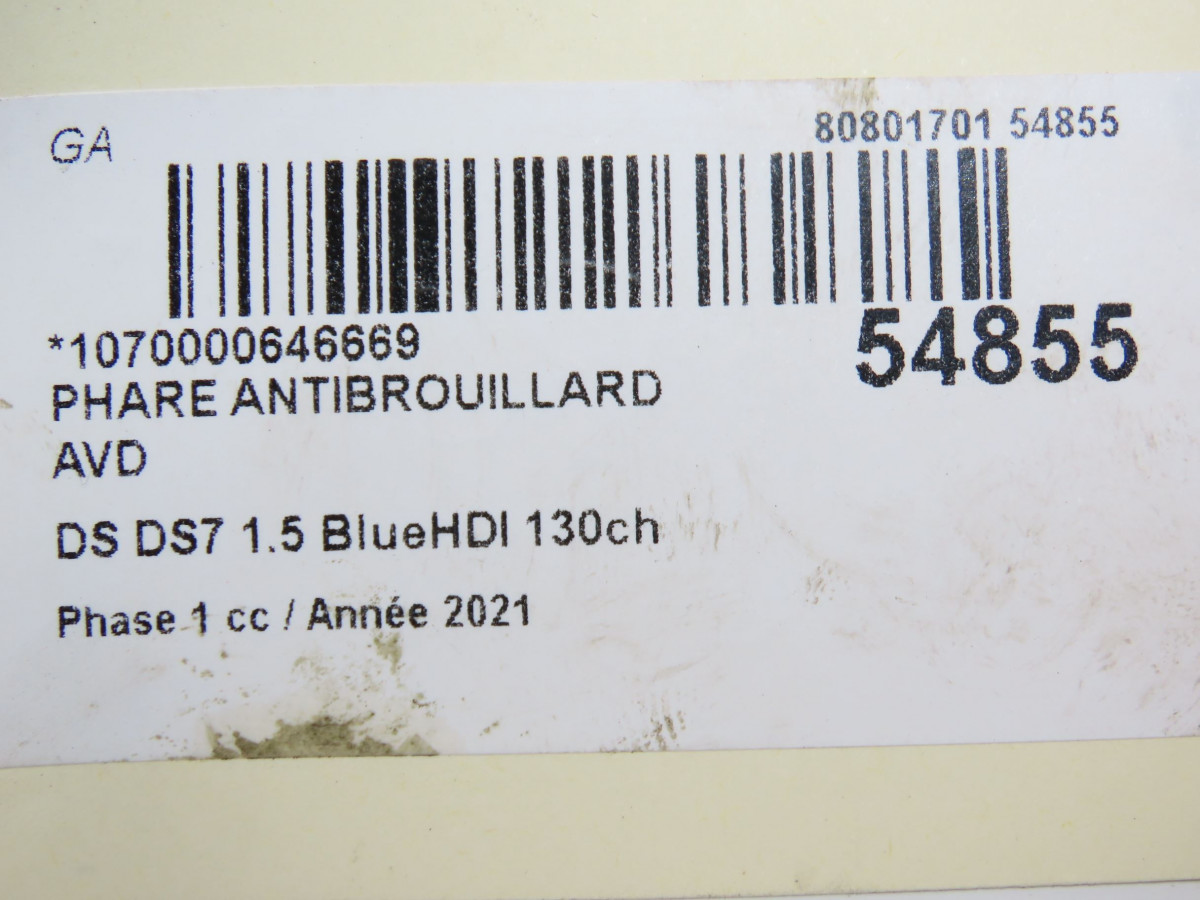 GA
80801701 54855
*1070000646669
54855
PHARE ANTIBROUILLARD
AVD
DS DS7 1.5 BlueHDI 130ch
Phase 1 cc / Année 2021